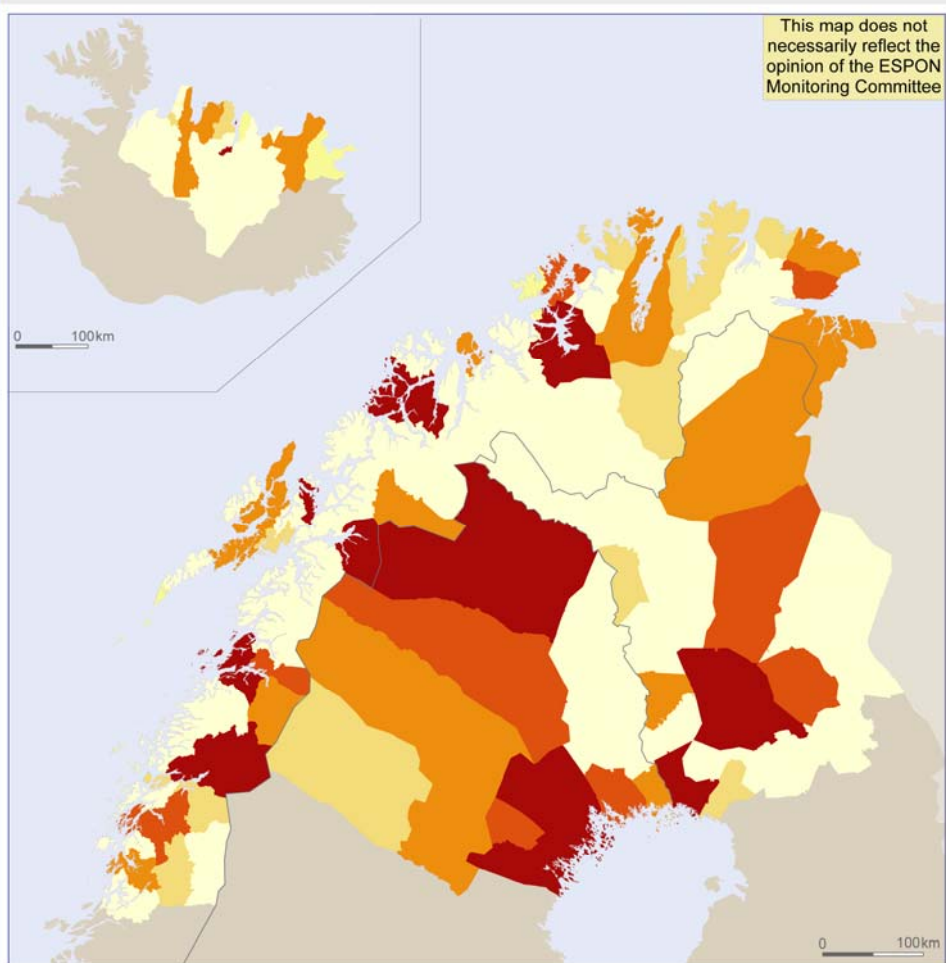 This map does not
necessarily reflect the
opinion of the ESPON
Monitoring Committee
0 100km
0 100km